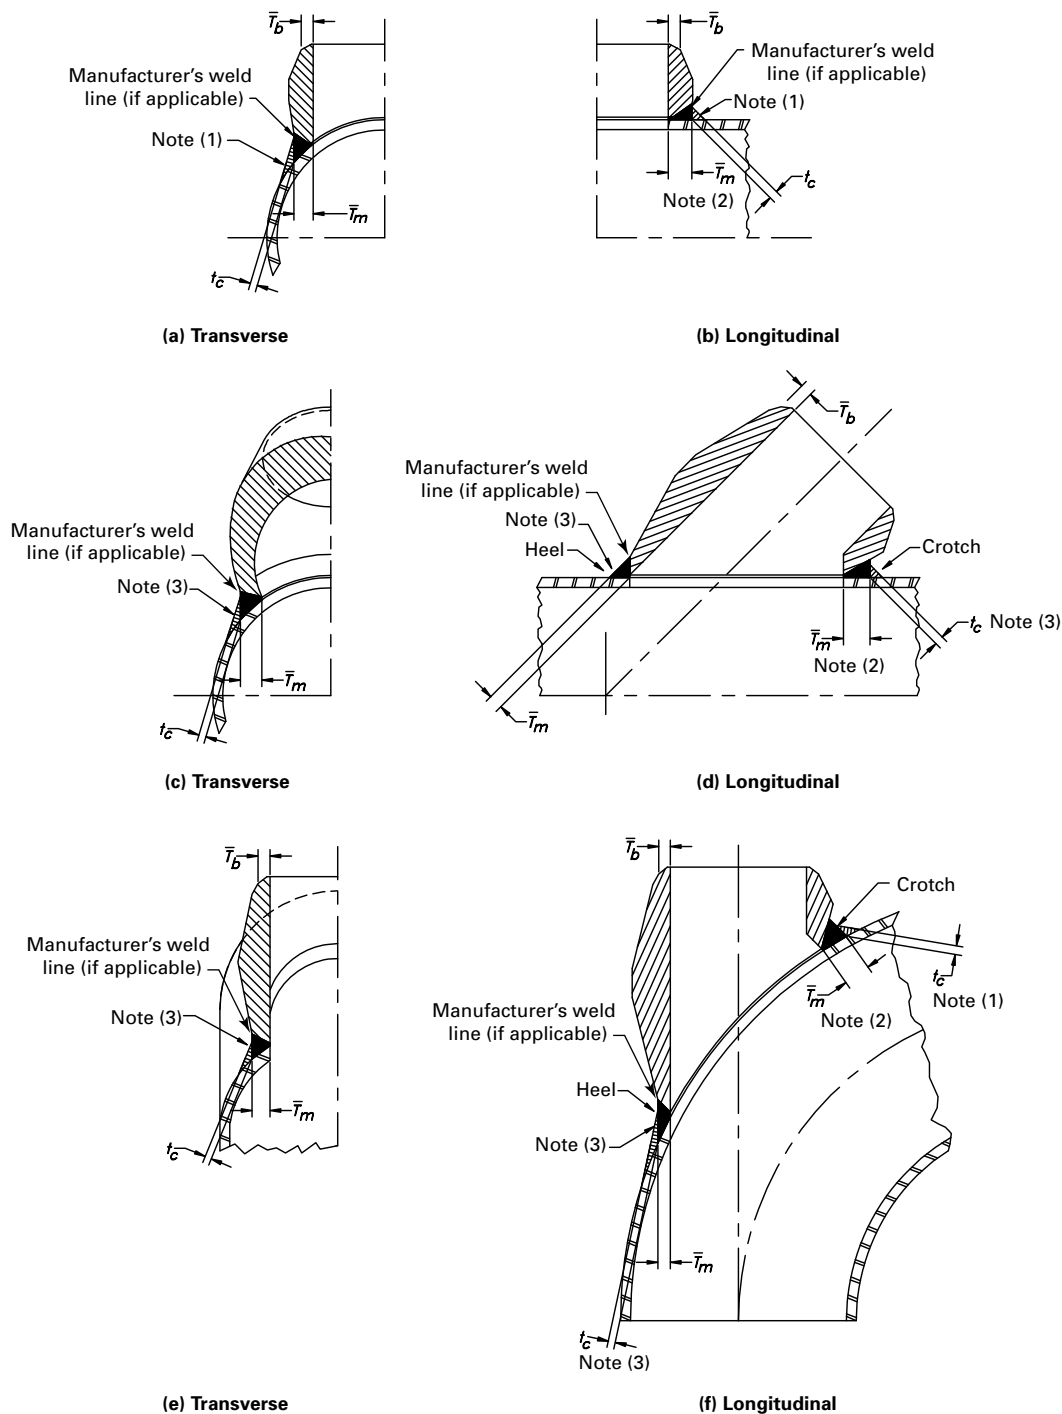 T̅b
Manufacturer's weld
line (if applicable)
Note (1)
T̅m
tc
(a) Transverse
T̅b
Manufacturer's weld
line (if applicable)
Note (1)
T̅m
Note (2)
tc
(b) Longitudinal
Manufacturer's weld
line (if applicable)
Note (3)
T̅m
tc
(c) Transverse
T̅b
Manufacturer's weld
line (if applicable)
Note (3)
Heel
Crotch
T̅m
Note (2)
tc Note (3)
T̅m
(d) Longitudinal
T̅b
Manufacturer's weld
line (if applicable)
Note (3)
T̅m
tc
(e) Transverse
T̅b
Crotch
tc
Note (1)
T̅m
Note (2)
Manufacturer's weld
line (if applicable)
Heel
Note (3)
T̅m
tc
Note (3)
(f) Longitudinal